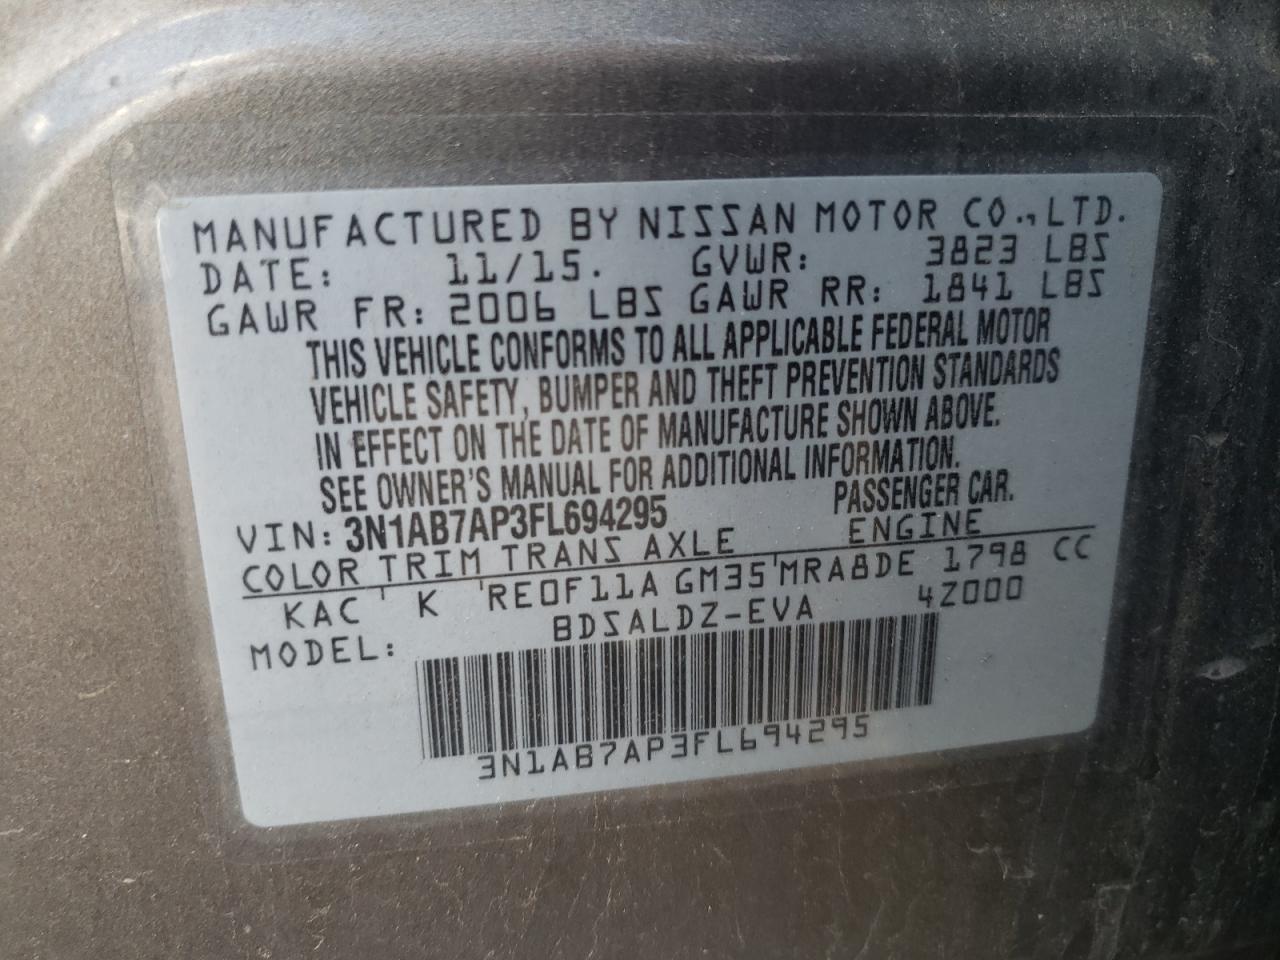 MANUFACTURED BY NISSAN MOTOR CO.,LTD.
DATE: 11/15. GVWR: 3823 LBS
GAWR FR: 2006 LBS GAWR RR: 1841 LBS
THIS VEHICLE CONFORMS TO ALL APPLICABLE FEDERAL MOTOR
VEHICLE SAFETY, BUMPER AND THEFT PREVENTION STANDARDS
IN EFFECT ON THE DATE OF MANUFACTURE SHOWN ABOVE.
SEE OWNER'S MANUAL FOR ADDITIONAL INFORMATION.
VIN: 3N1AB7AP3FL694295 PASSENGER CAR.
COLOR TRIM TRANS AXLE ENGINE
KAC K RE0F11A GM35 MRA8DE 1798 CC
MODEL: BDSALDZ-EVA 4Z000
3N1AB7AP3FL694295